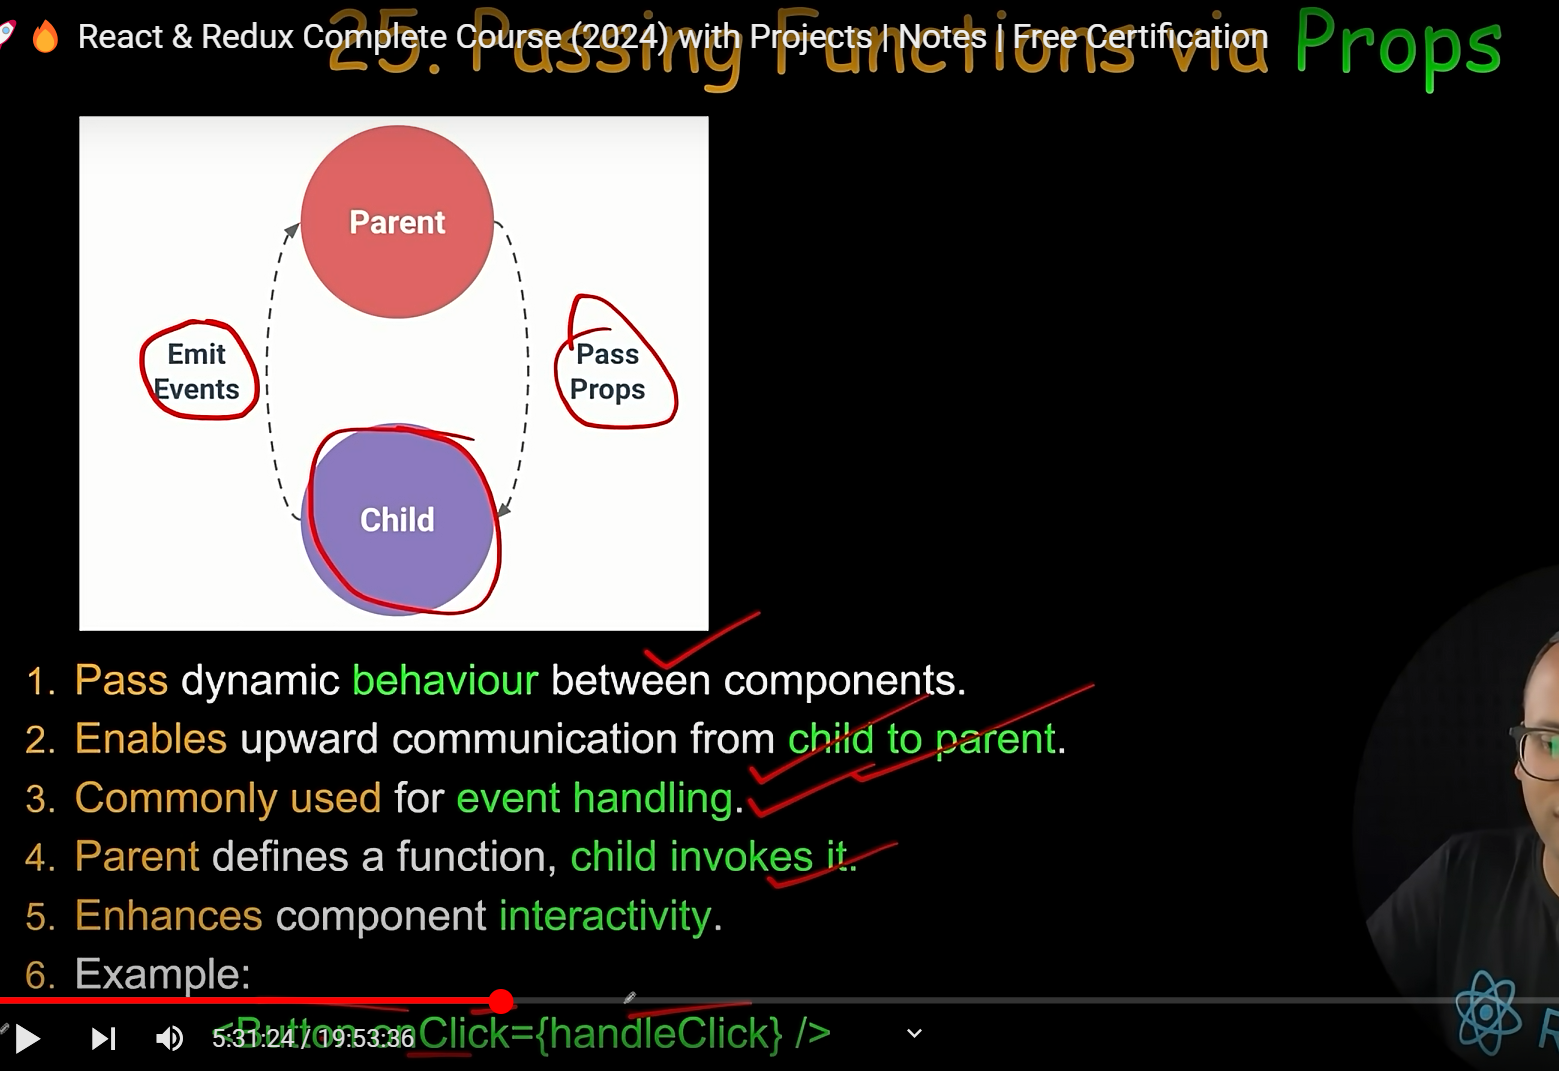 🚀 🔥 React & Redux Complete Course (2024) with Projects | Notes | Free Certification
25. Passing Functions via Props
Parent
Emit
Events
Pass
Props
Child
1. Pass dynamic behaviour between components.
2. Enables upward communication from child to parent.
3. Commonly used for event handling.
4. Parent defines a function, child invokes it.
5. Enhances component interactivity.
6. Example:
<Button onClick={handleClick} />
5:31:24 / 19:53:36
R